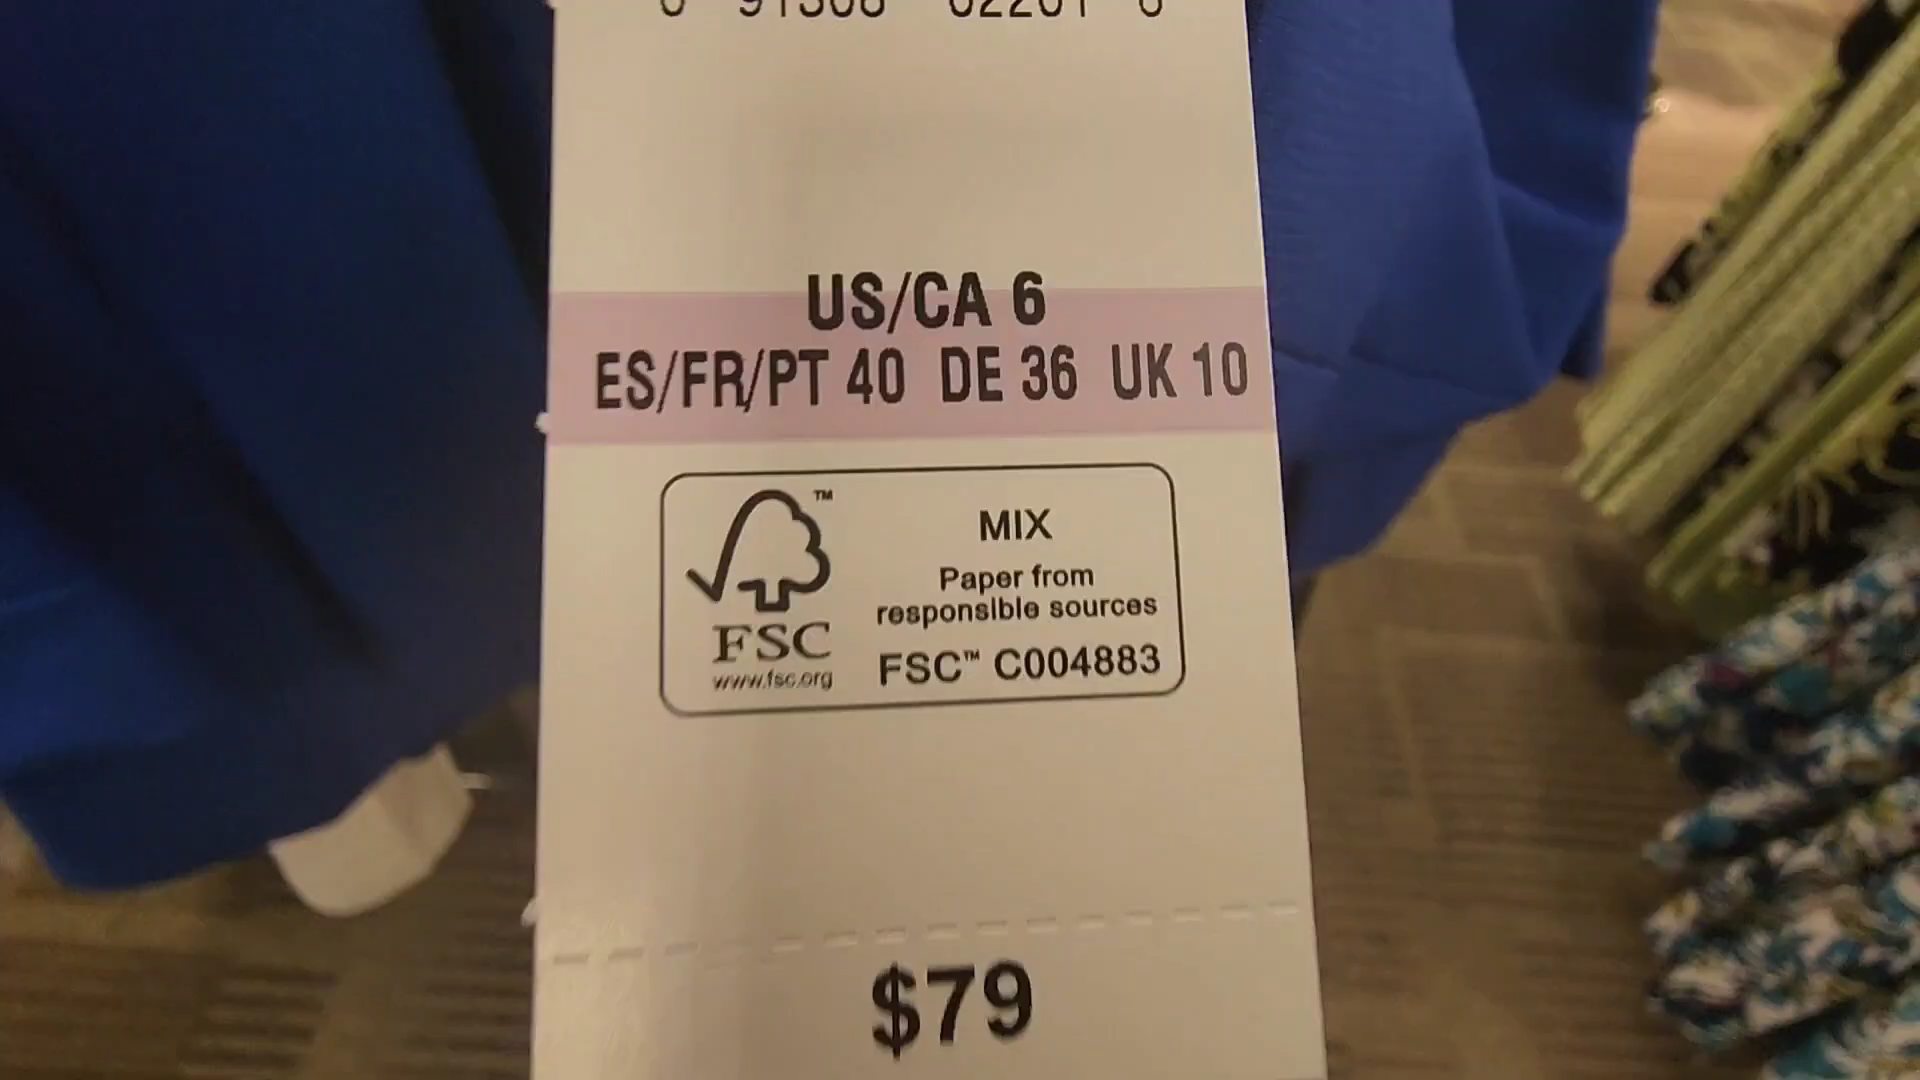 US/CA 6
ES/FR/PT 40 DE 36 UK 10
™
MIX
Paper from
responsible sources
FSC
www.fsc.org
FSC™ C004883
$79